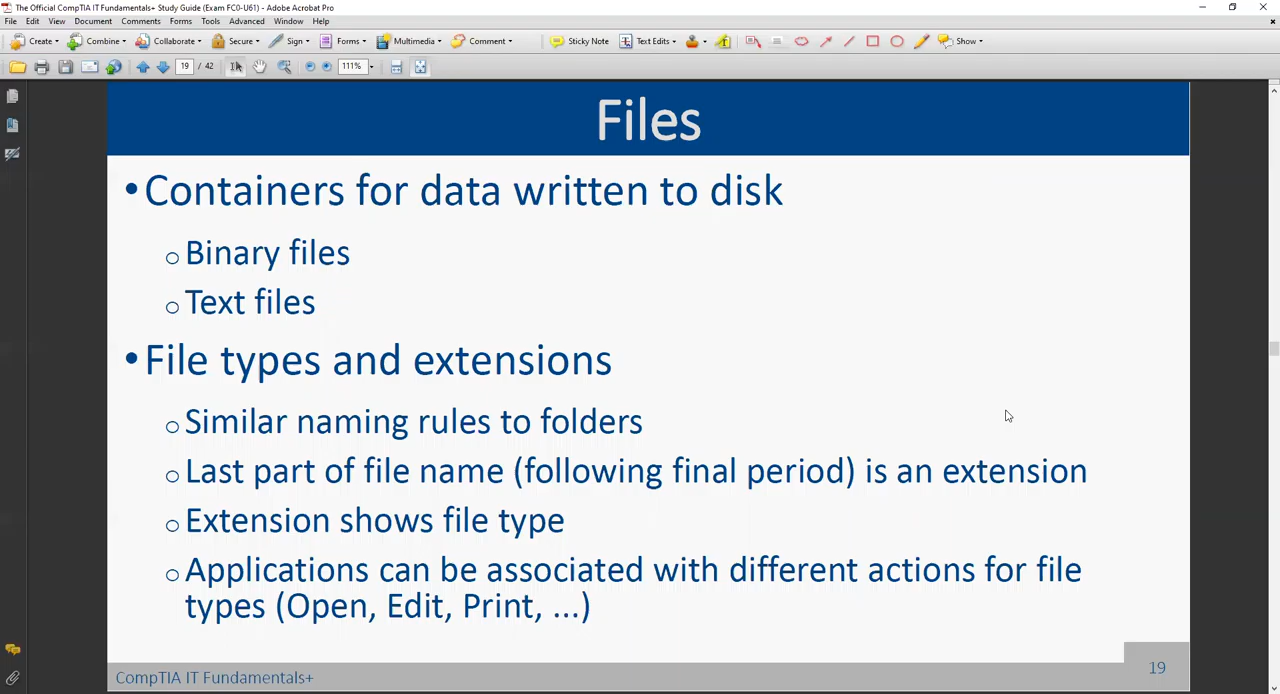 The Official CompTIA IT Fundamentals+ Study Guide (Exam FC0-U61) - Adobe Acrobat Pro
File Edit View Document Comments Forms Tools Advanced Window Help
Create Combine Collaborate Secure Sign Forms Multimedia Comment Sticky Note Text Edits Show
19 / 42 111%
Files
•Containers for data written to disk
o Binary files
o Text files
•File types and extensions
o Similar naming rules to folders
o Last part of file name (following final period) is an extension
o Extension shows file type
o Applications can be associated with different actions for file
types (Open, Edit, Print, ...)
CompTIA IT Fundamentals+ 19